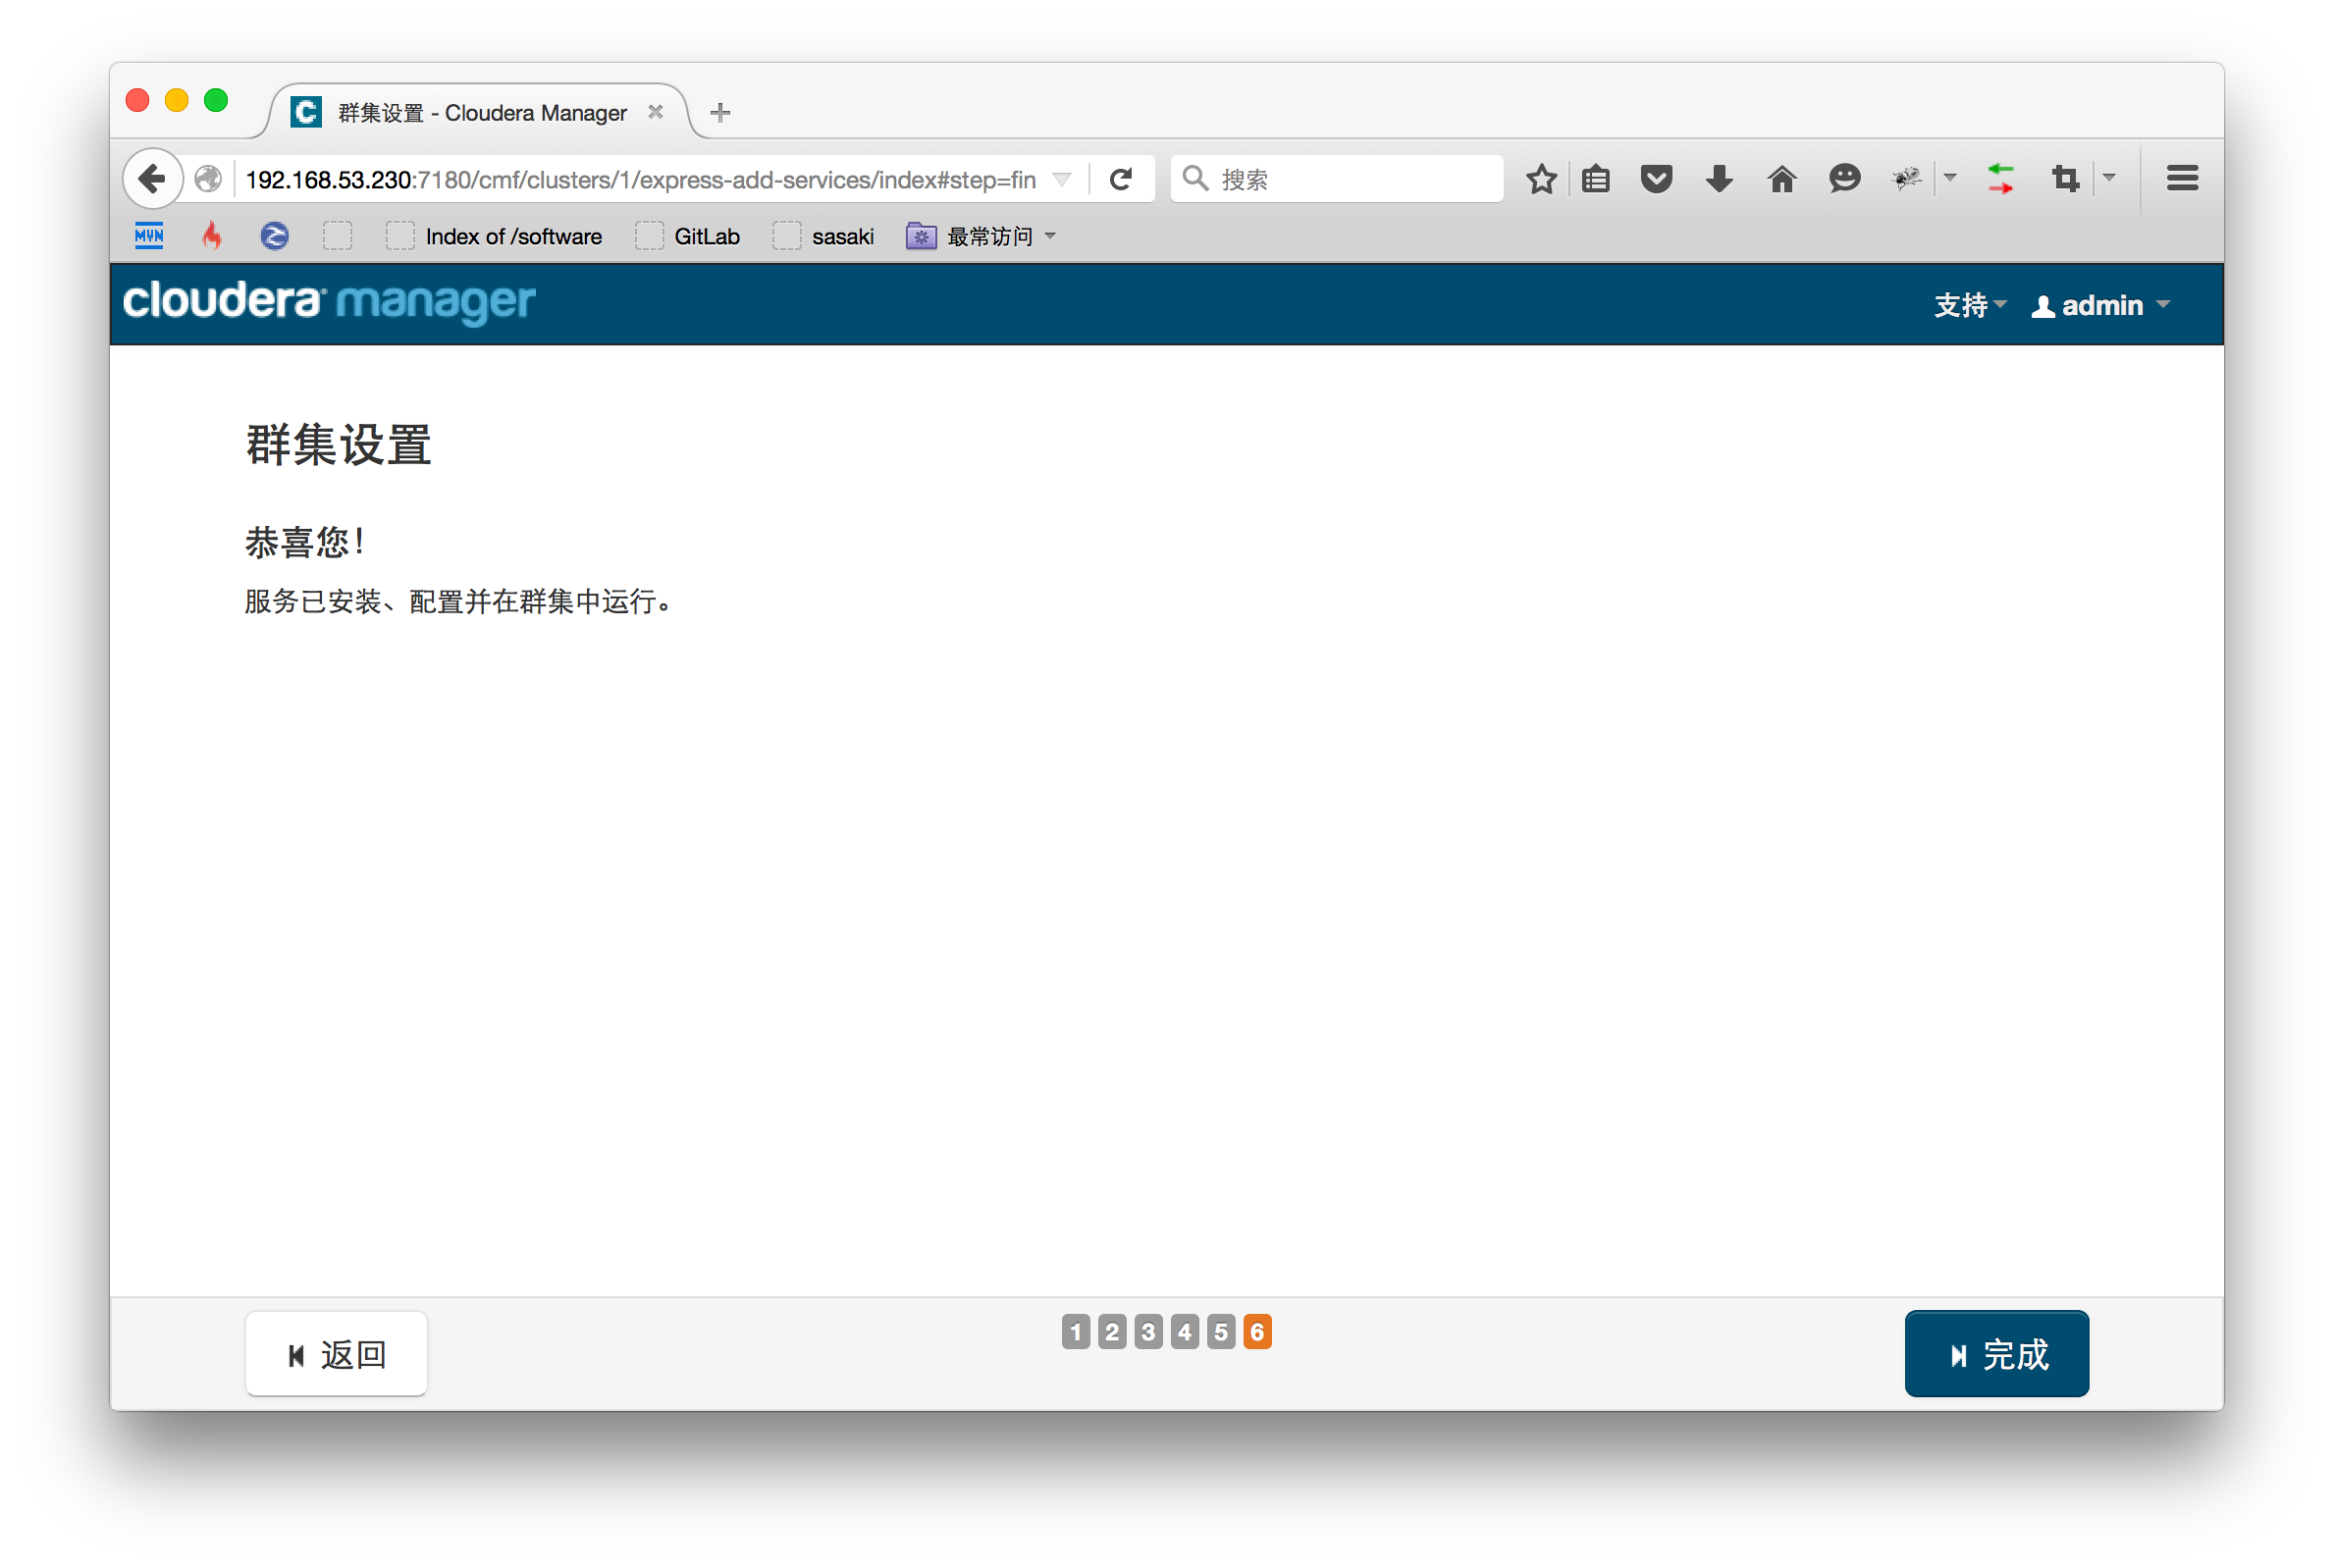 群集设置 - Cloudera Manager
192.168.53.230:7180/cmf/clusters/1/express-add-services/index#step=fin
搜索
MVN
Index of /software
GitLab
sasaki
最常访问
cloudera manager
支持
admin
群集设置
恭喜您！
服务已安装、配置并在群集中运行。
返回
1 2 3 4 5 6
完成